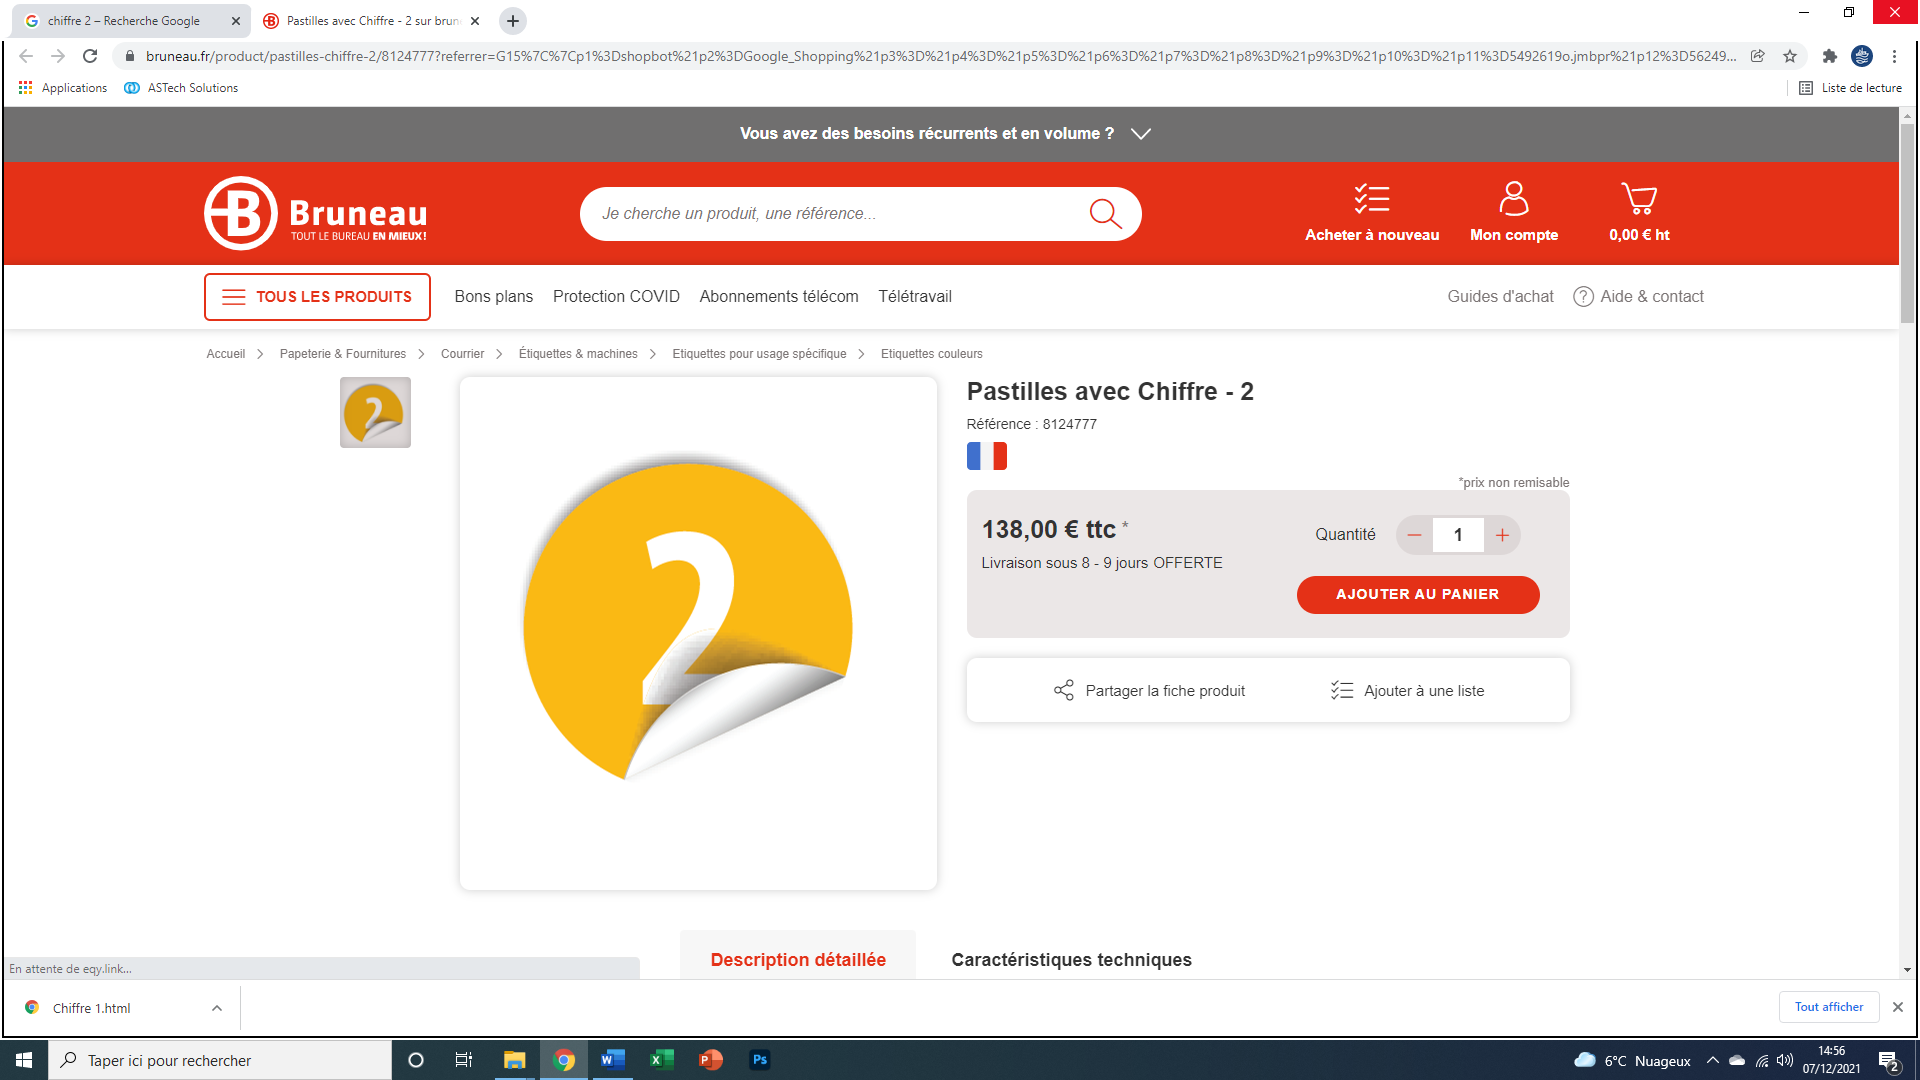 chiffre 2 – Recherche Google
Pastilles avec Chiffre - 2 sur brun
bruneau.fr/product/pastilles-chiffre-2/8124777?referrer=G15%7C%7Cp1%3Dshopbot%21p2%3DGoogle_Shopping%21p3%3D%21p4%3D%21p5%3D%21p6%3D%21p7%3D%21p8%3D%21p9%3D%21p10%3D%21p11%3D5492619o.jmbpr%21p12%3D56249...
Applications
ASTech Solutions
Liste de lecture
Vous avez des besoins récurrents et en volume ?
B Bruneau
TOUT LE BUREAU EN MIEUX!
Je cherche un produit, une référence...
Acheter à nouveau
Mon compte
0,00 € ht
TOUS LES PRODUITS
Bons plans
Protection COVID
Abonnements télécom
Télétravail
Guides d'achat
? Aide & contact
Accueil > Papeterie & Fournitures > Courrier > Étiquettes & machines > Etiquettes pour usage spécifique > Etiquettes couleurs
2
2
Pastilles avec Chiffre - 2
Référence : 8124777
*prix non remisable
138,00 € ttc *
Livraison sous 8 - 9 jours OFFERTE
Quantité
− 1 +
AJOUTER AU PANIER
Partager la fiche produit
Ajouter à une liste
Description détaillée
Caractéristiques techniques
En attente de eqy.link...
Chiffre 1.html
Tout afficher
Taper ici pour rechercher
W
X
P
Ps
6°C Nuageux
14:56
07/12/2021
2